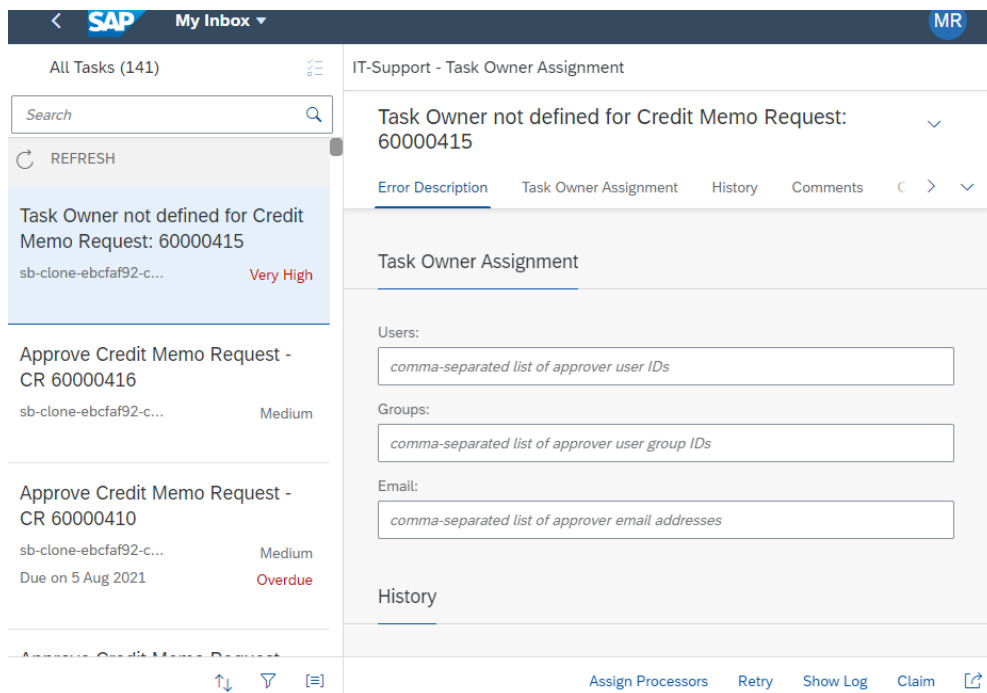 SAP My Inbox
MR
All Tasks (141)
Search
REFRESH
Task Owner not defined for Credit
Memo Request: 60000415
sb-clone-ebcfaf92-c... Very High
Approve Credit Memo Request -
CR 60000416
sb-clone-ebcfaf92-c... Medium
Approve Credit Memo Request -
CR 60000410
sb-clone-ebcfaf92-c... Medium
Due on 5 Aug 2021 Overdue
Approve Credit Memo Request
IT-Support - Task Owner Assignment
Task Owner not defined for Credit Memo Request:
60000415
Error Description Task Owner Assignment History Comments
Task Owner Assignment
Users:
comma-separated list of approver user IDs
Groups:
comma-separated list of approver user group IDs
Email:
comma-separated list of approver email addresses
History
Assign Processors Retry Show Log Claim